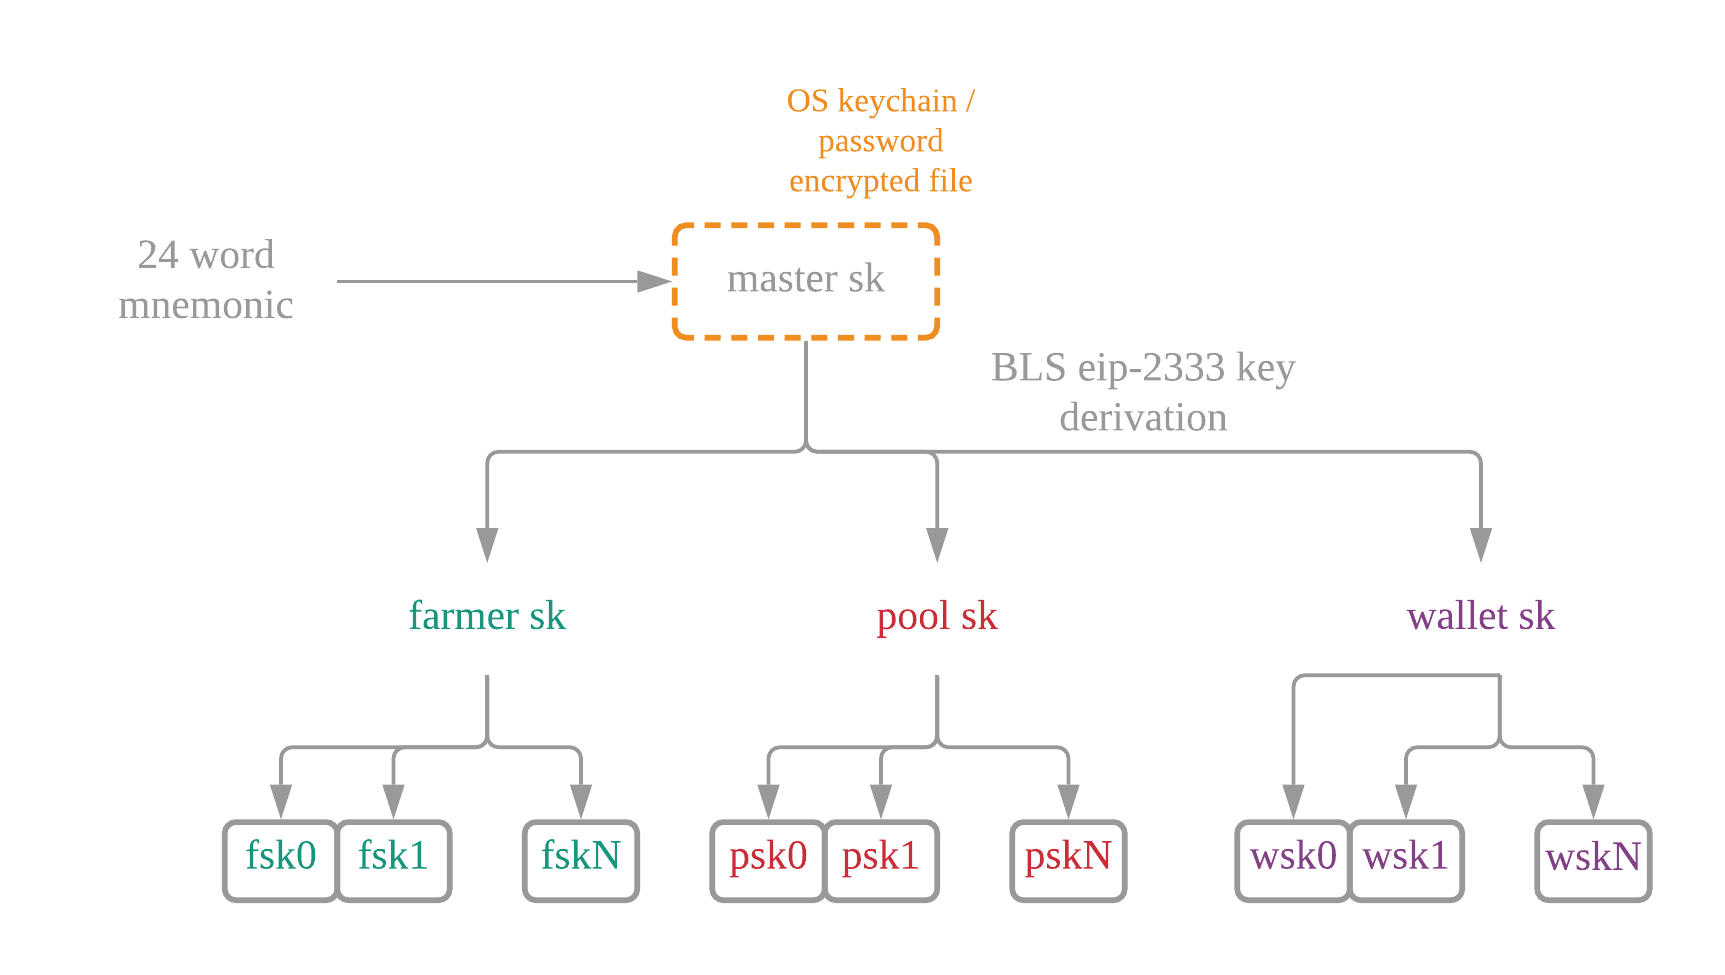 OS keychain /
password
encrypted file
24 word
mnemonic
master sk
BLS eip-2333 key
derivation
farmer sk
pool sk
wallet sk
fsk0
fsk1
fskN
psk0
psk1
pskN
wsk0
wsk1
wskN